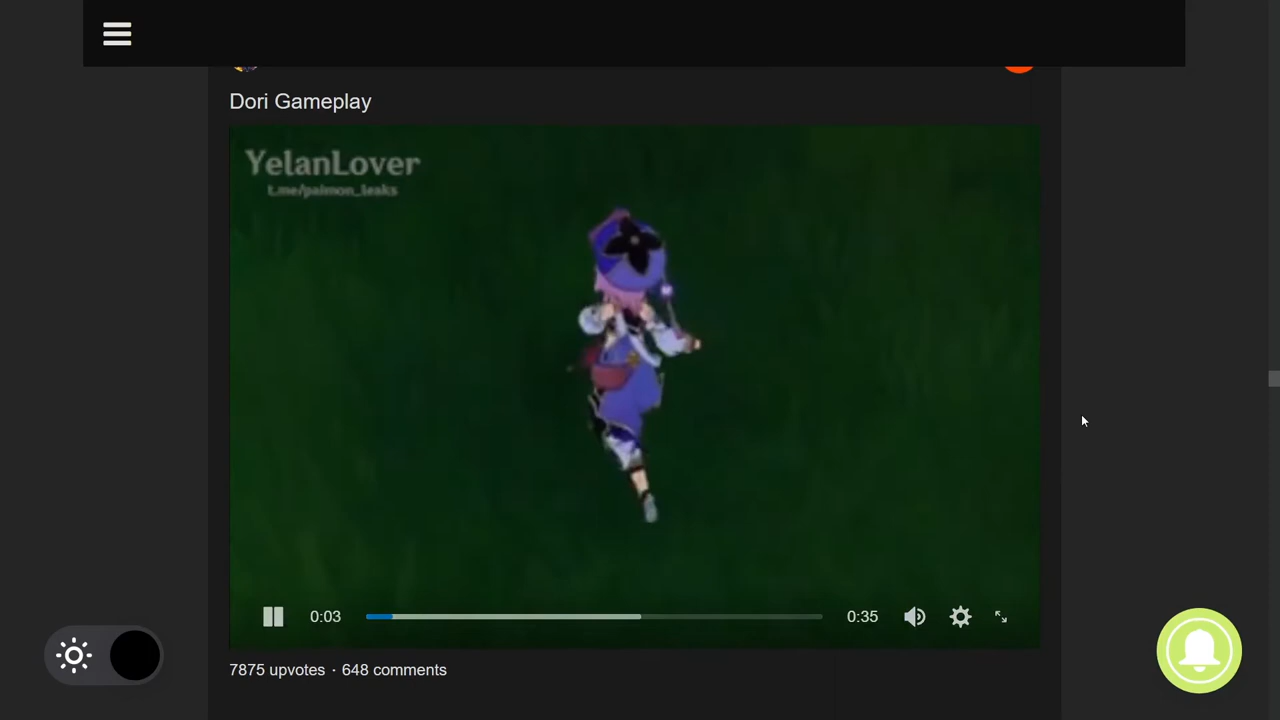 Dori Gameplay
YelanLover
t.me/paimon_leaks
0:03
0:35
7875 upvotes · 648 comments